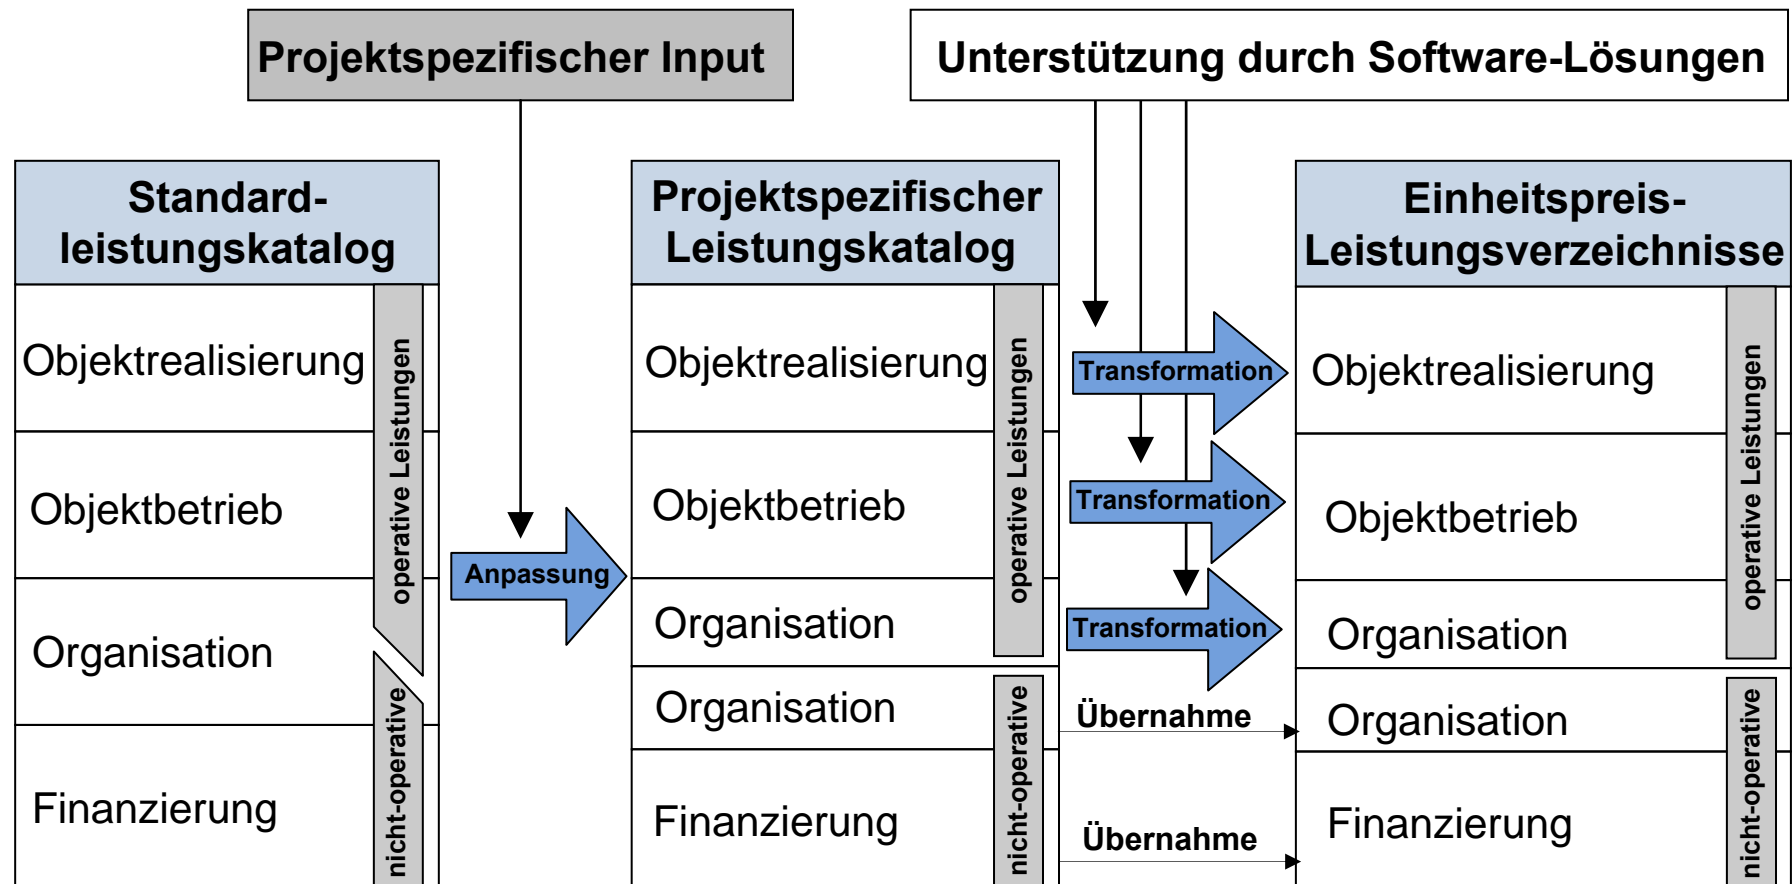 Projektspezifischer Input
Unterstützung durch Software-Lösungen
Standard-
leistungskatalog
Objektrealisierung
Objektbetrieb
Organisation
Finanzierung
operative Leistungen
nicht-operative
Anpassung
Projektspezifischer
Leistungskatalog
Objektrealisierung
Objektbetrieb
Organisation
Organisation
Finanzierung
operative Leistungen
nicht-operative
Transformation
Transformation
Transformation
Übernahme
Übernahme
Einheitspreis-
Leistungsverzeichnisse
Objektrealisierung
Objektbetrieb
Organisation
Organisation
Finanzierung
operative Leistungen
nicht-operative